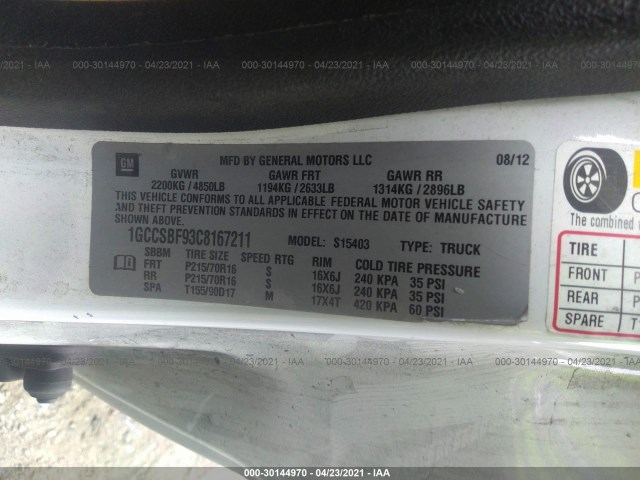 000-30144970 - 04/23/2021 - IAA
GM
MFD BY GENERAL MOTORS LLC 08/12
GVWR GAWR FRT GAWR RR
2200KG / 4850LB 1194KG / 2633LB 1314KG / 2896LB
THIS VEHICLE CONFORMS TO ALL APPLICABLE FEDERAL MOTOR VEHICLE SAFETY
AND THEFT PREVENTION STANDARDS IN EFFECT ON THE DATE OF MANUFACTURE
SHOWN ABOVE.
1GCCSBF93C8167211 MODEL: S15403 TYPE: TRUCK
SBBM TIRE SIZE SPEED RTG RIM COLD TIRE PRESSURE
FRT P215/70R16 S 16X6J 240 KPA 35 PSI
RR P215/70R16 S 16X6J 240 KPA 35 PSI
SPA T155/90D17 M 17X4T 420 KPA 60 PSI
The combined
TIRE
FRONT P
REAR P
SPARE T
000-30144970 - 04/23/2021 - IAA